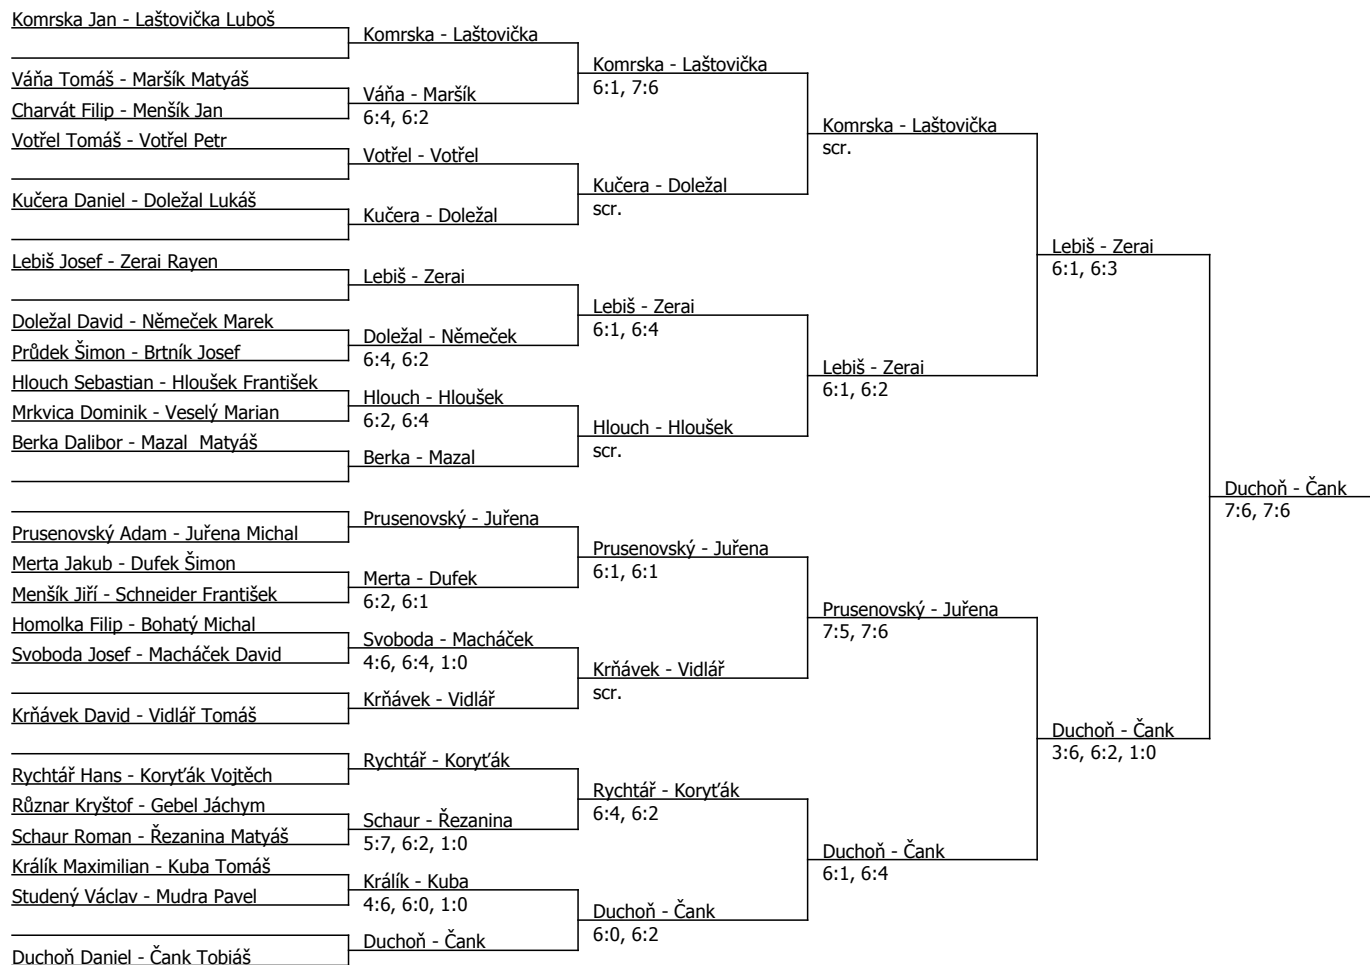 Komrska Jan - Laštovička Luboš
Váňa Tomáš - Maršík Matyáš
Charvát Filip - Menšík Jan
Votřel Tomáš - Votřel Petr
Kučera Daniel - Doležal Lukáš
Lebiš Josef - Zerai Rayen
Doležal David - Němeček Marek
Průdek Šimon - Brtník Josef
Hlouch Sebastian - Hloušek František
Mrkvica Dominik - Veselý Marian
Berka Dalibor - Mazal  Matyáš
Prusenovský Adam - Juřena Michal
Merta Jakub - Dufek Šimon
Menšík Jiří - Schneider František
Homolka Filip - Bohatý Michal
Svoboda Josef - Macháček David
Krňávek David - Vidlář Tomáš
Rychtář Hans - Koryťák Vojtěch
Různar Kryštof - Gebel Jáchym
Schaur Roman - Řezanina Matyáš
Králík Maximilian - Kuba Tomáš
Studený Václav - Mudra Pavel
Duchoň Daniel - Čank Tobiáš
Komrska - Laštovička
Váňa - Maršík
6:4, 6:2
Votřel - Votřel
Kučera - Doležal
Lebiš - Zerai
Doležal - Němeček
6:4, 6:2
Hlouch - Hloušek
6:2, 6:4
Berka - Mazal
Prusenovský - Juřena
Merta - Dufek
6:2, 6:1
Svoboda - Macháček
4:6, 6:4, 1:0
Krňávek - Vidlář
Rychtář - Koryťák
Schaur - Řezanina
5:7, 6:2, 1:0
Králík - Kuba
4:6, 6:0, 1:0
Duchoň - Čank
Komrska - Laštovička
6:1, 7:6
Kučera - Doležal
scr.
Lebiš - Zerai
6:1, 6:4
Hlouch - Hloušek
scr.
Prusenovský - Juřena
6:1, 6:1
Krňávek - Vidlář
scr.
Rychtář - Koryťák
6:4, 6:2
Duchoň - Čank
6:0, 6:2
Komrska - Laštovička
scr.
Lebiš - Zerai
6:1, 6:2
Prusenovský - Juřena
7:5, 7:6
Duchoň - Čank
6:1, 6:4
Lebiš - Zerai
6:1, 6:3
Duchoň - Čank
3:6, 6:2, 1:0
Duchoň - Čank
7:6, 7:6